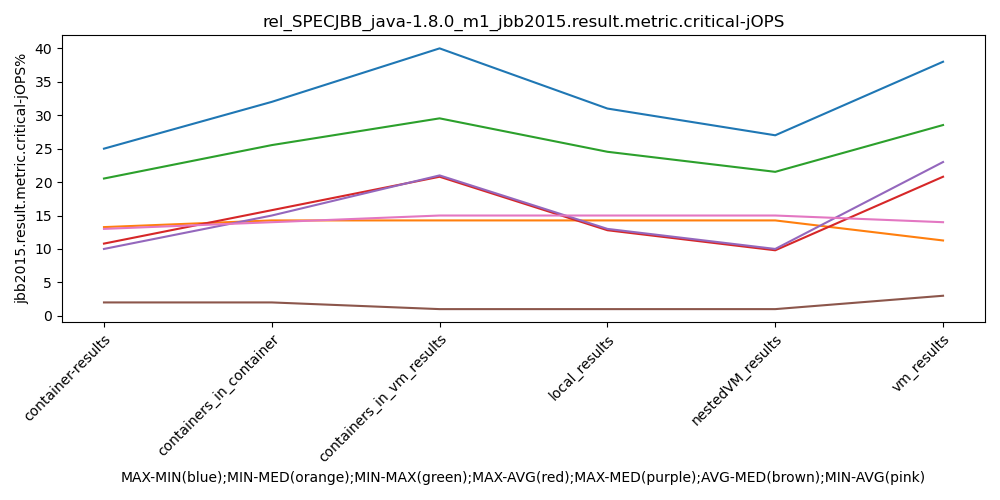 rel_SPECJBB_java-1.8.0_m1_jbb2015.result.metric.critical-jOPS
jbb2015.result.metric.critical-jOPS%
40
35
30
25
20
15
10
5
0
container-results
containers_in_container
containers_in_vm_results
local_results
nestedVM_results
vm_results
MAX-MIN(blue);MIN-MED(orange);MIN-MAX(green);MAX-AVG(red);MAX-MED(purple);AVG-MED(brown);MIN-AVG(pink)